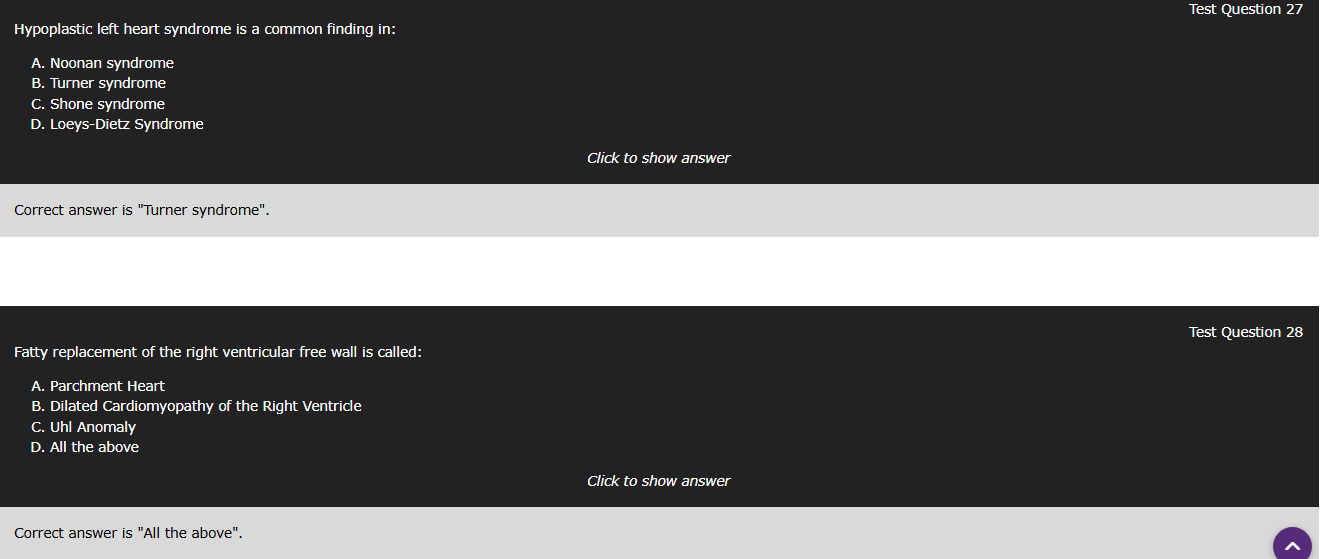 Test Question 27
Hypoplastic left heart syndrome is a common finding in:
A. Noonan syndrome
B. Turner syndrome
C. Shone syndrome
D. Loeys-Dietz Syndrome
Click to show answer
Correct answer is "Turner syndrome".
Test Question 28
Fatty replacement of the right ventricular free wall is called:
A. Parchment Heart
B. Dilated Cardiomyopathy of the Right Ventricle
C. Uhl Anomaly
D. All the above
Click to show answer
Correct answer is "All the above".